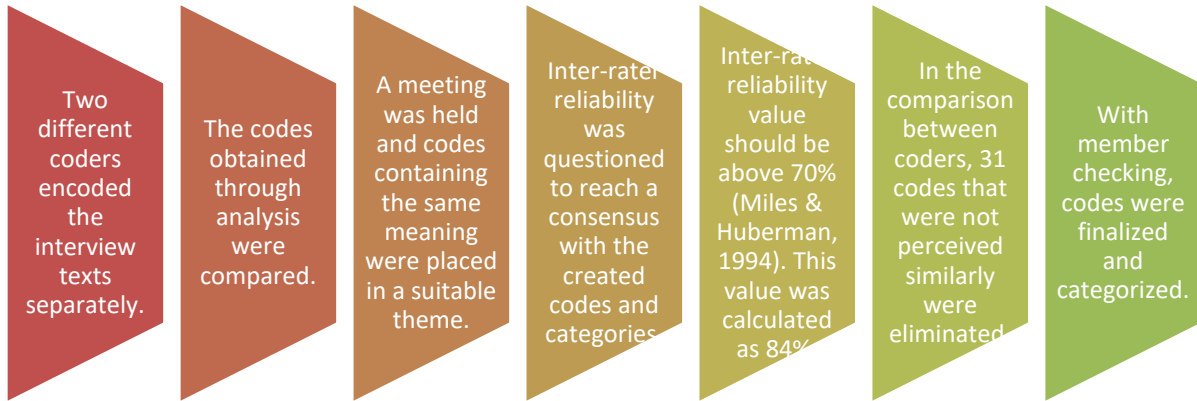 Two
different
coders
encoded
the
interview
texts
separately.
The codes
obtained
through
analysis
were
compared.
A meeting
was held
and codes
containing
the same
meaning
were placed
in a suitable
theme.
Inter-rater
reliability
was
questioned
to reach a
consensus
with the
created
codes and
categories
Inter-rater
reliability
value
should be
above 70%
(Miles &
Huberman,
1994). This
value was
calculated
as 84%
In the
comparison
between
coders, 31
codes that
were not
perceived
similarly
were
eliminated
With
member
checking,
codes were
finalized
and
categorized.